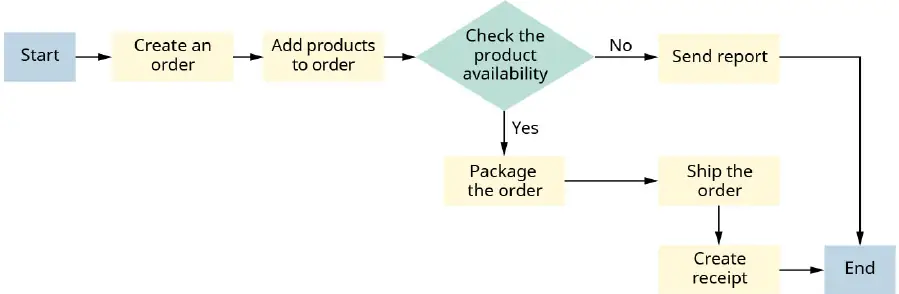 Start
Create an
order
Add products
to order
Check the
product
availability
No
Send report
Yes
Package
the order
Ship the
order
Create
receipt
End